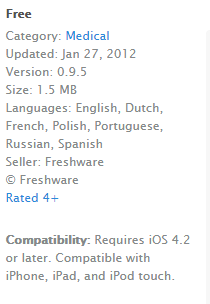 Free
Category: Medical
Updated: Jan 27, 2012
Version: 0.9.5
Size: 1.5 MB
Languages: English, Dutch,
French, Polish, Portuguese,
Russian, Spanish
Seller: Freshware
© Freshware
Rated 4+
Compatibility: Requires iOS 4.2
or later. Compatible with
iPhone, iPad, and iPod touch.